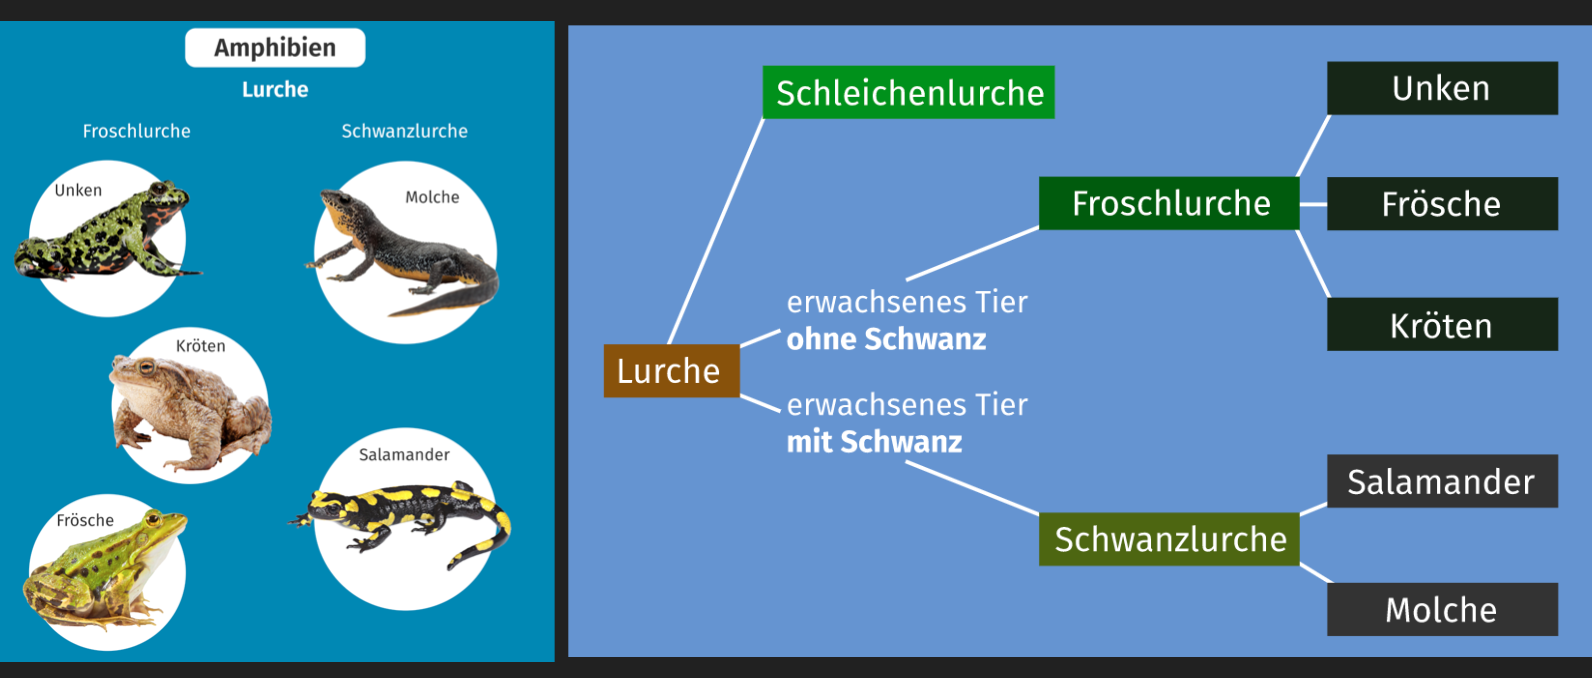 Amphibien
Lurche
Froschlurche
Schwanzlurche
Unken
Molche
Kröten
Salamander
Frösche
Schleichenlurche
Unken
Froschlurche
Frösche
erwachsenes Tier
ohne Schwanz
Kröten
Lurche
erwachsenes Tier
mit Schwanz
Salamander
Schwanzlurche
Molche